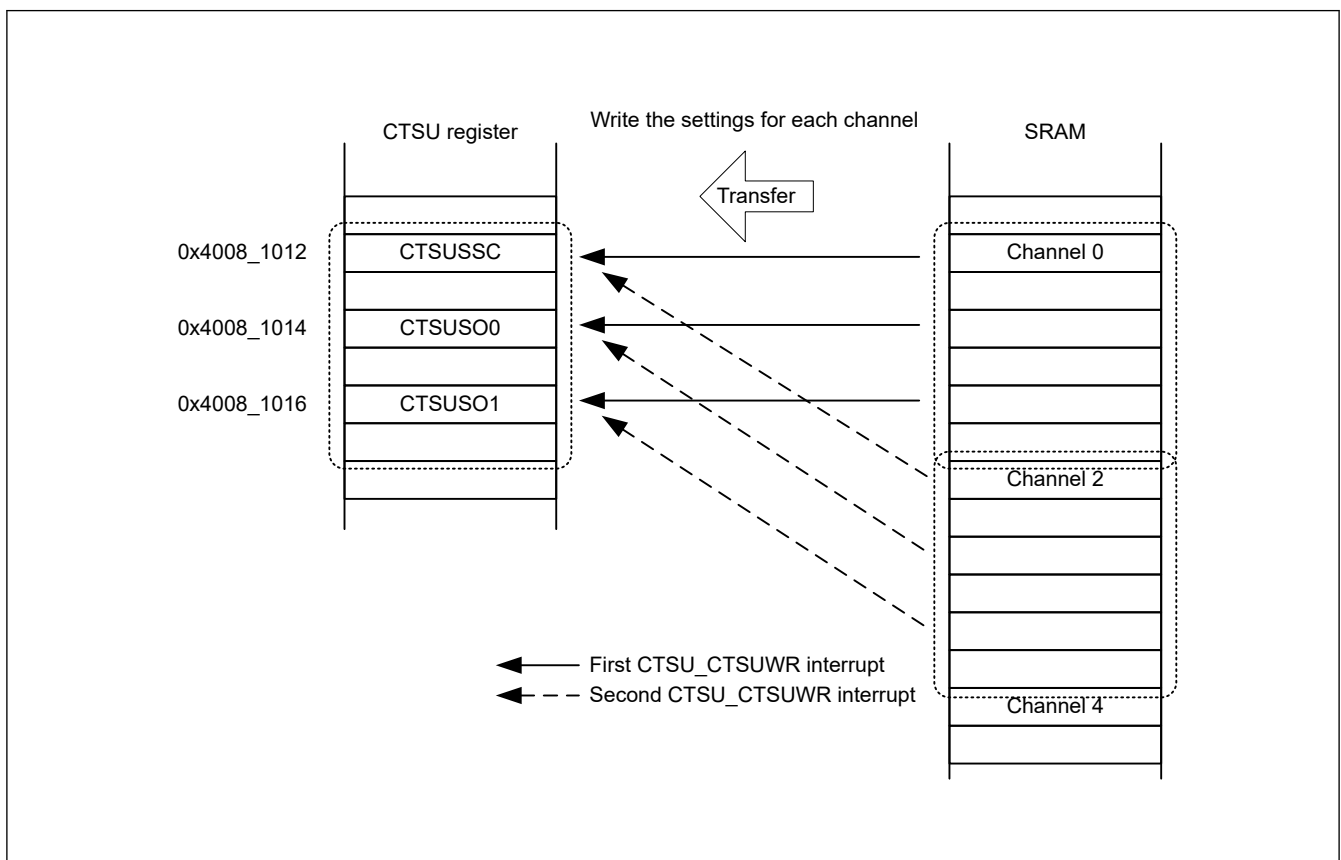 Write the settings for each channel
CTSU register
SRAM
Transfer
0x4008_1012
CTSUSSC
Channel 0
0x4008_1014
CTSUSO0
0x4008_1016
CTSUSO1
Channel 2
First CTSU_CTSUWR interrupt
Second CTSU_CTSUWR interrupt
Channel 4